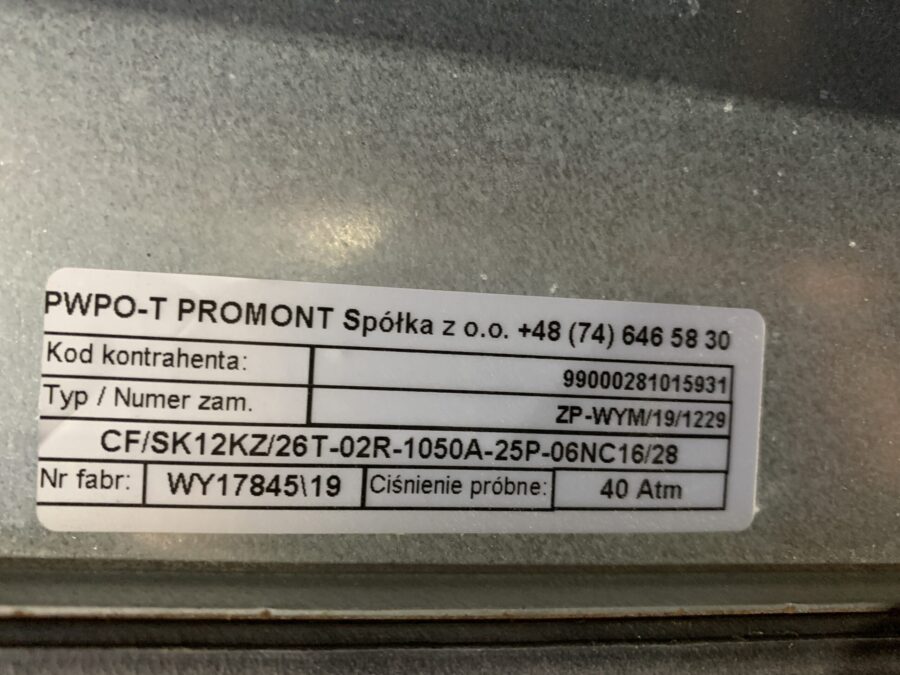 PWPO-T PROMONT Spółka z o.o. +48 (74) 646 58 30
Kod kontrahenta: 99000281015931
Typ / Numer zam. ZP-WYM/19/1229
CF/SK12KZ/26T-02R-1050A-25P-06NC16/28
Nr fabr: WY17845\19 Ciśnienie próbne: 40 Atm